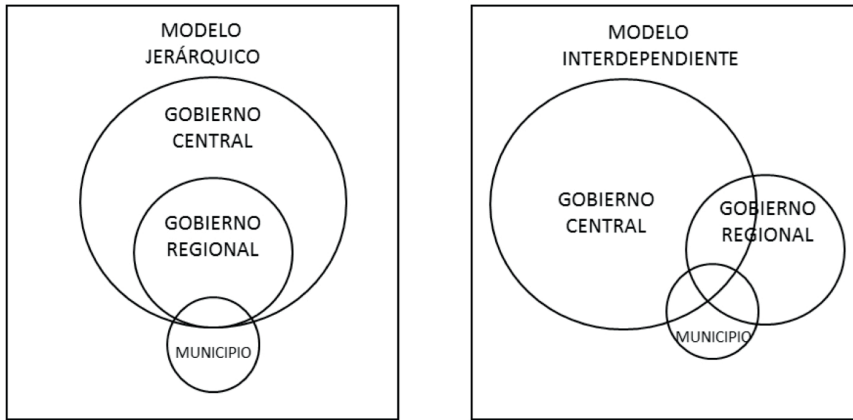 MODELO
JERÁRQUICO
GOBIERNO
CENTRAL
GOBIERNO
REGIONAL
MUNICIPIO
MODELO
INTERDEPENDIENTE
GOBIERNO
CENTRAL
GOBIERNO
REGIONAL
MUNICIPIO